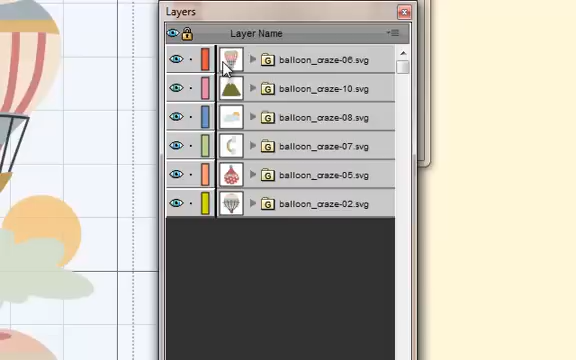 Layers
Layer Name
G balloon_craze-06.svg
G balloon_craze-10.svg
G balloon_craze-08.svg
G balloon_craze-07.svg
G balloon_craze-05.svg
G balloon_craze-02.svg